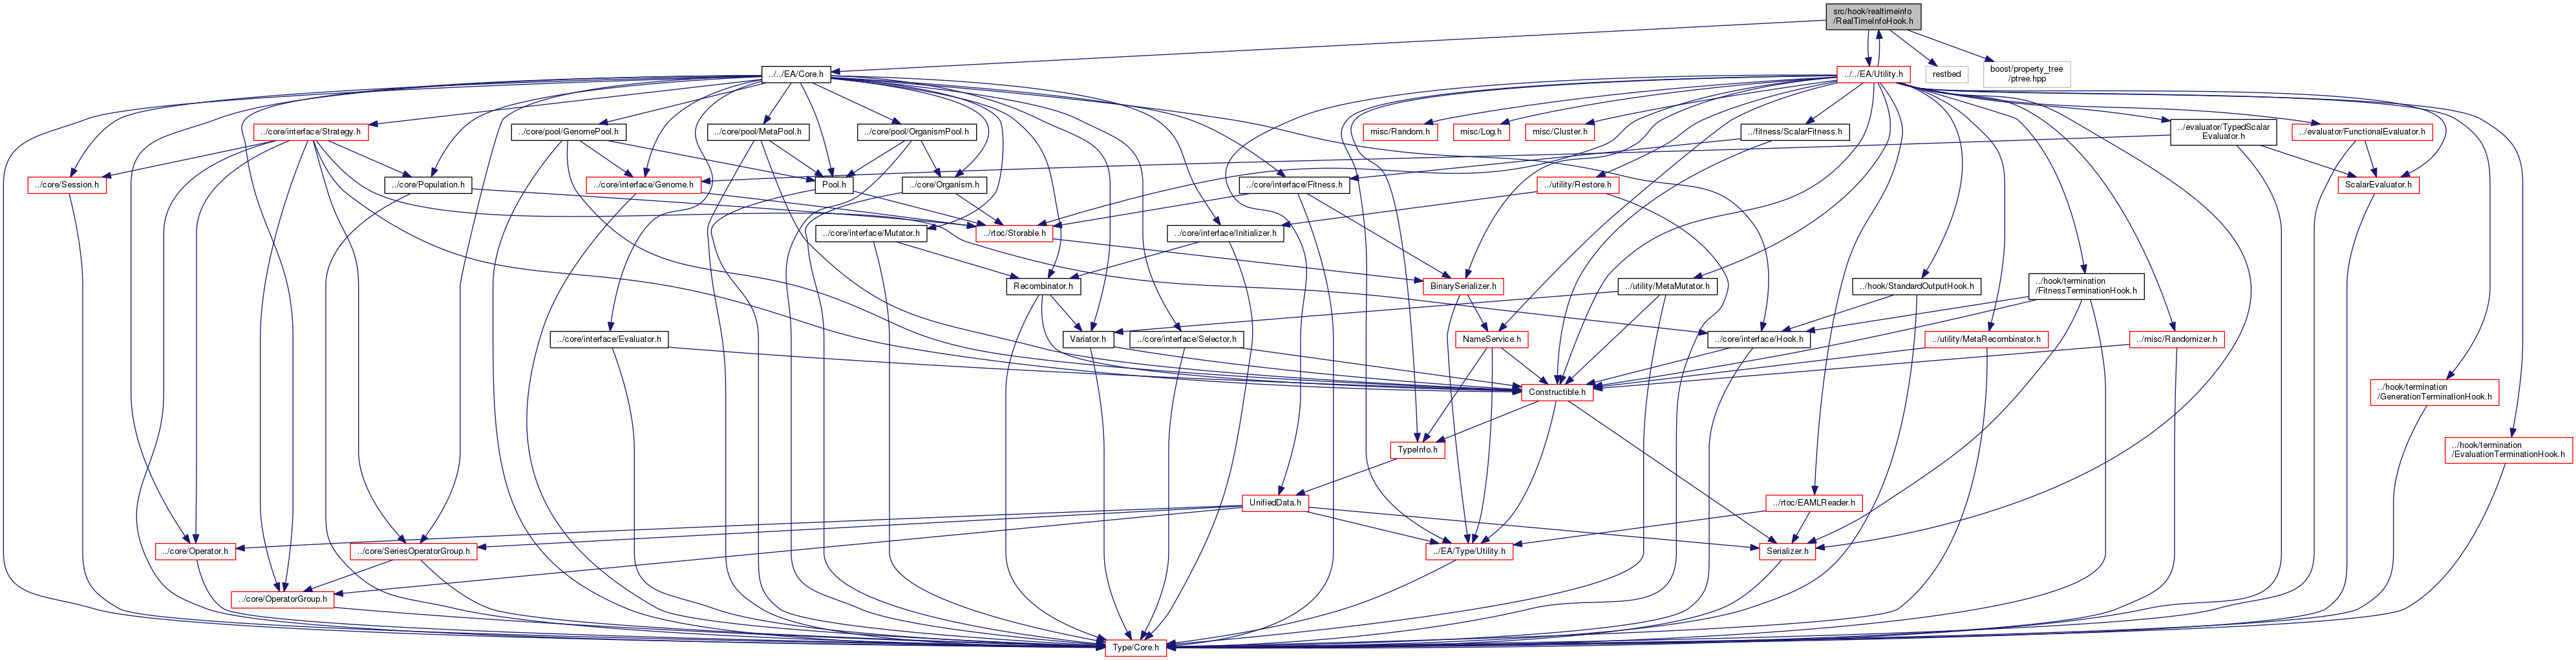 src/hook/realtimeinfo
/RealTimeInfoHook.h
../../EA/Core.h
../../EA/Utility.h
restbed
boost/property_tree
/ptree.hpp
../core/interface/Strategy.h
../core/pool/GenomePool.h
../core/pool/MetaPool.h
../core/pool/OrganismPool.h
misc/Random.h
misc/Log.h
misc/Cluster.h
../fitness/ScalarFitness.h
../evaluator/TypedScalar
Evaluator.h
../evaluator/FunctionalEvaluator.h
../core/Session.h
../core/Population.h
../core/interface/Genome.h
Pool.h
../core/Organism.h
../core/interface/Fitness.h
../utility/Restore.h
ScalarEvaluator.h
../core/interface/Mutator.h
../rtoc/Storable.h
../core/interface/Initializer.h
Recombinator.h
BinarySerializer.h
../utility/MetaMutator.h
../hook/StandardOutputHook.h
../hook/termination
/FitnessTerminationHook.h
../core/interface/Evaluator.h
Variator.h
../core/interface/Selector.h
NameService.h
../core/interface/Hook.h
../utility/MetaRecombinator.h
../misc/Randomizer.h
Constructible.h
../hook/termination
/GenerationTerminationHook.h
TypeInfo.h
../hook/termination
/EvaluationTerminationHook.h
UnifiedData.h
../rtoc/EAMLReader.h
../core/Operator.h
../core/SeriesOperatorGroup.h
../EA/Type/Utility.h
Serializer.h
../core/OperatorGroup.h
Type/Core.h